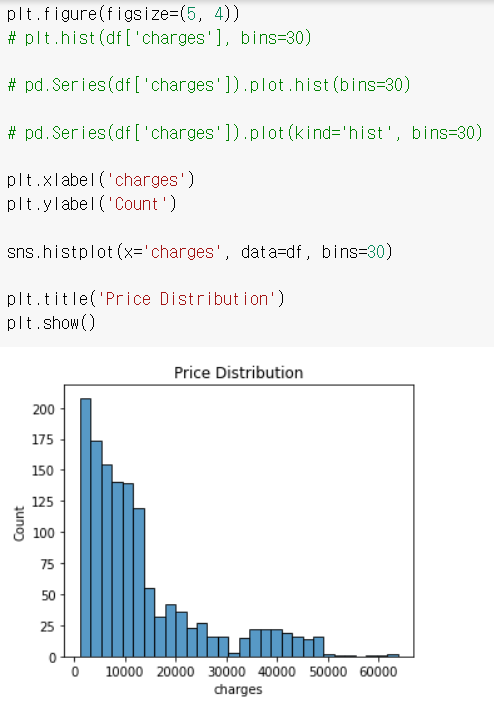 plt.figure(figsize=(5, 4))
# plt.hist(df['charges'], bins=30)
# pd.Series(df['charges']).plot.hist(bins=30)
# pd.Series(df['charges']).plot(kind='hist', bins=30)
plt.xlabel('charges')
plt.ylabel('Count')
sns.histplot(x='charges', data=df, bins=30)
plt.title('Price Distribution')
plt.show()
Price Distribution
200
175
150
125
100
75
50
25
0
Count
0 10000 20000 30000 40000 50000 60000
charges